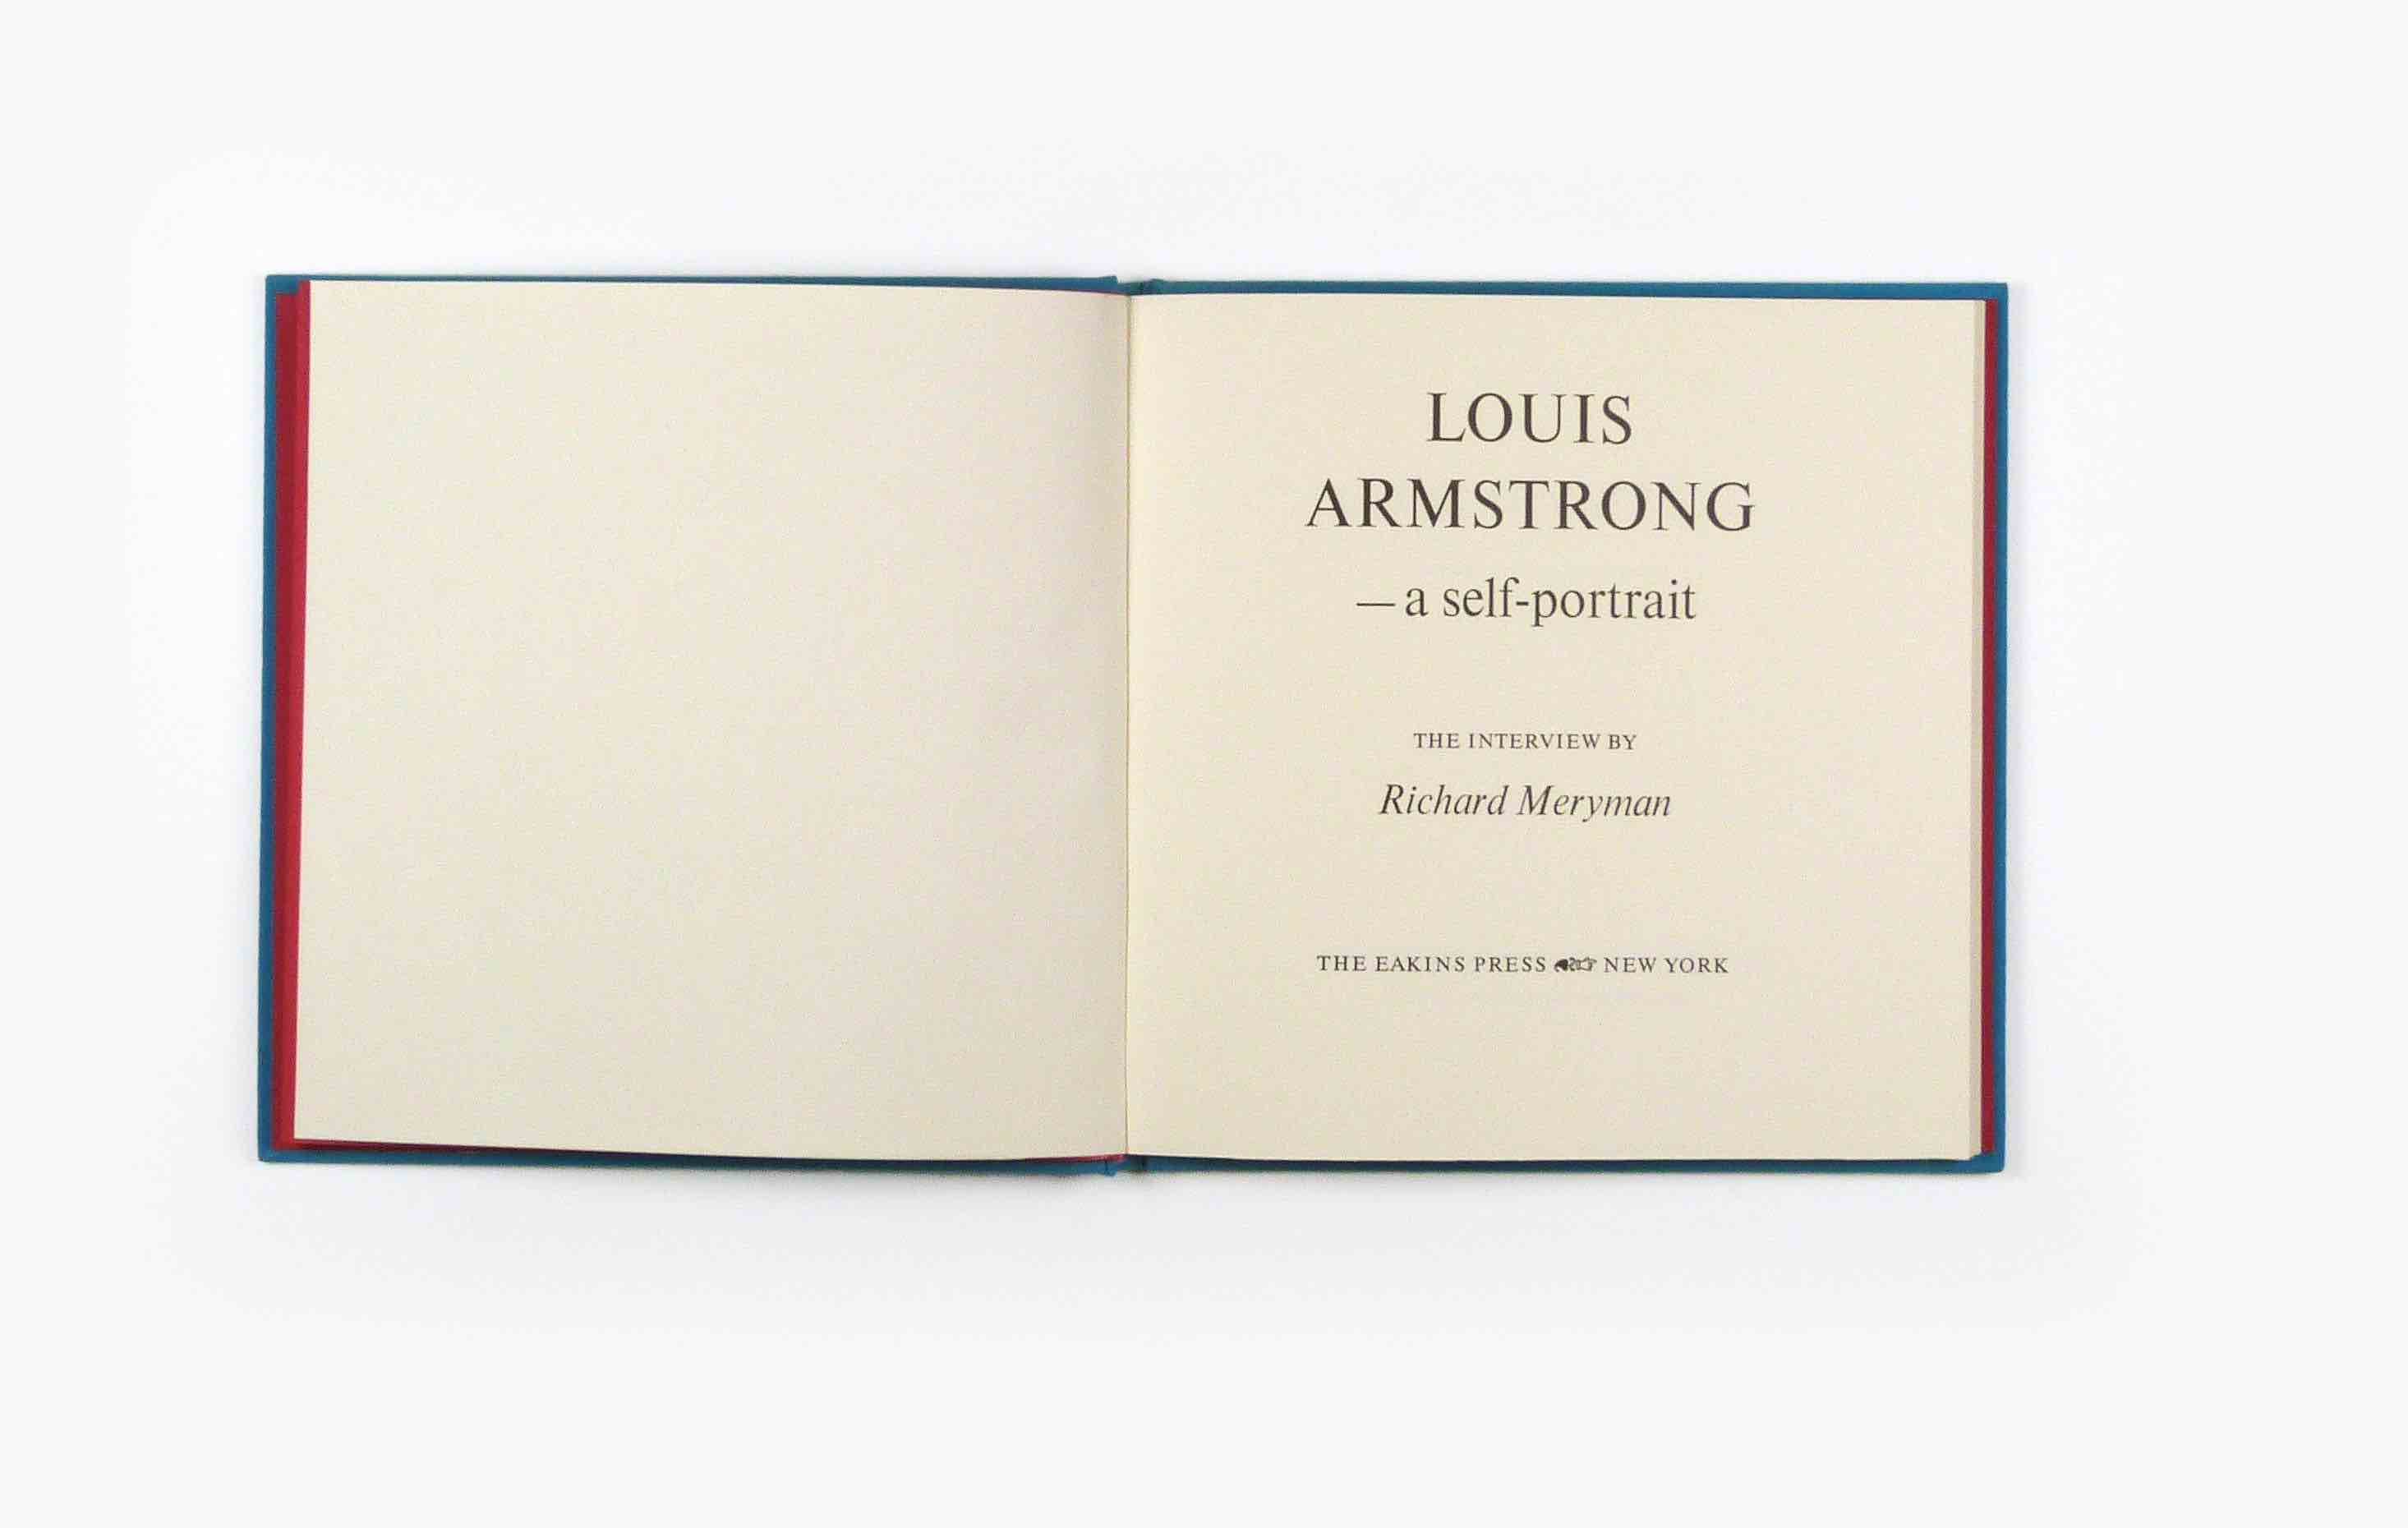 LOUIS
ARMSTRONG
— a self-portrait
THE INTERVIEW BY
Richard Meryman
THE EAKINS PRESS NEW YORK